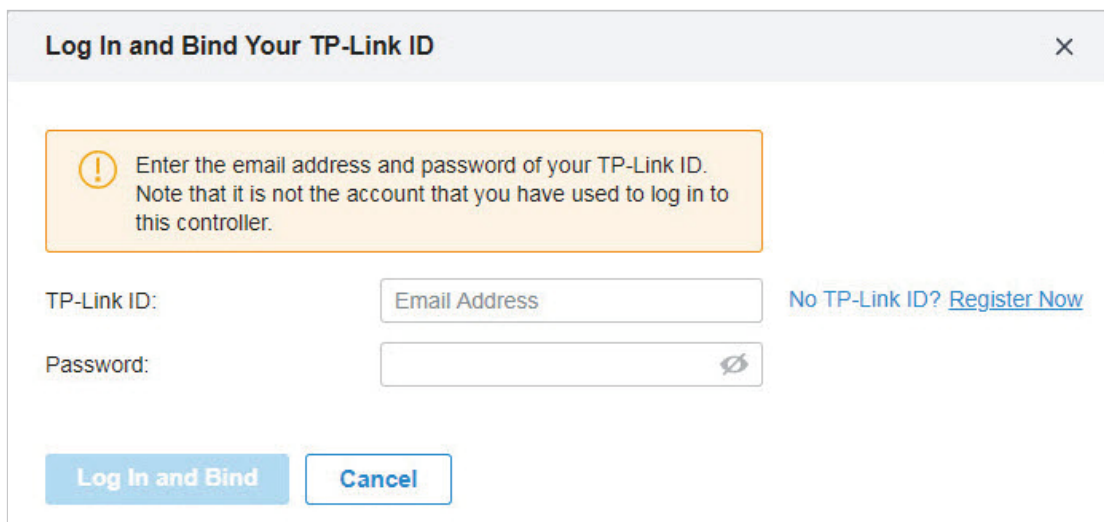 Log In and Bind Your TP-Link ID
Enter the email address and password of your TP-Link ID.
Note that it is not the account that you have used to log in to
this controller.
TP-Link ID:
Email Address
No TP-Link ID? Register Now
Password:
Log In and Bind
Cancel